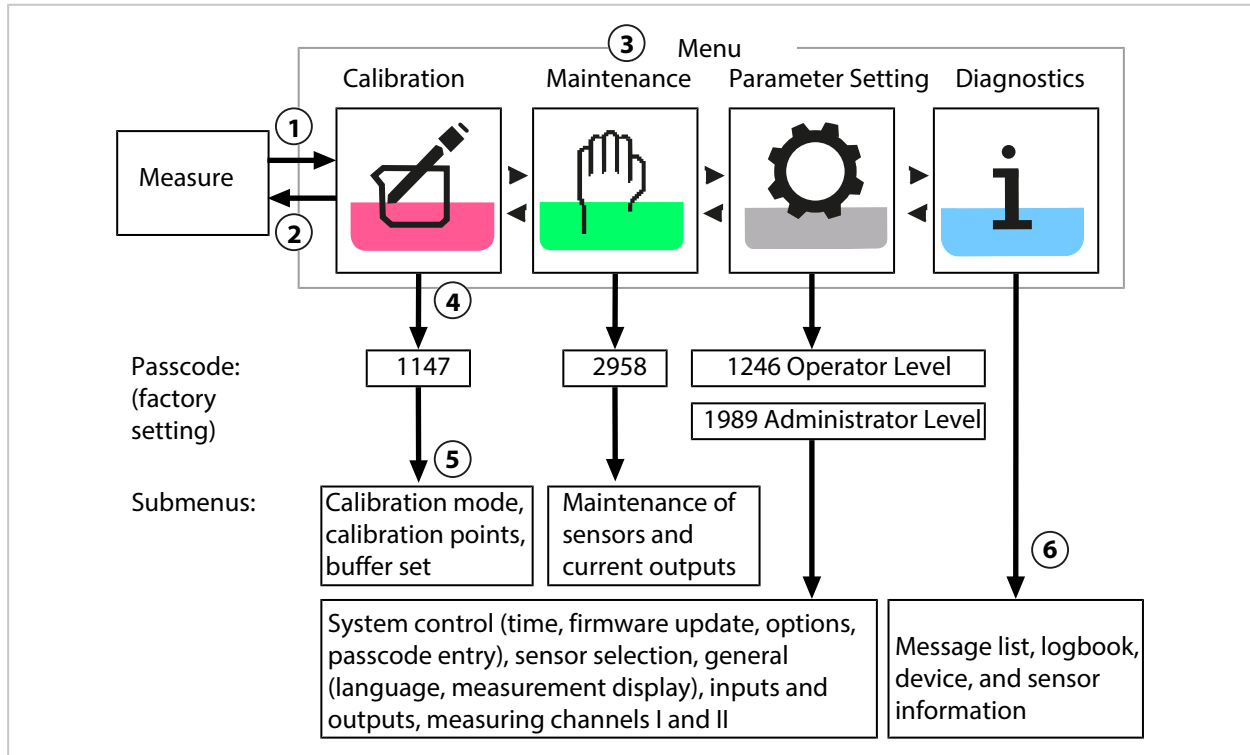 3
Menu
Calibration
Maintenance
Parameter Setting
Diagnostics
1
Measure
2
4
Passcode:
(factory
setting)
1147
2958
1246 Operator Level
1989 Administrator Level
5
Submenus:
Calibration mode,
calibration points,
buffer set
Maintenance of
sensors and
current outputs
6
System control (time, firmware update, options,
passcode entry), sensor selection, general
(language, measurement display), inputs and
outputs, measuring channels I and II
Message list, logbook,
device, and sensor
information